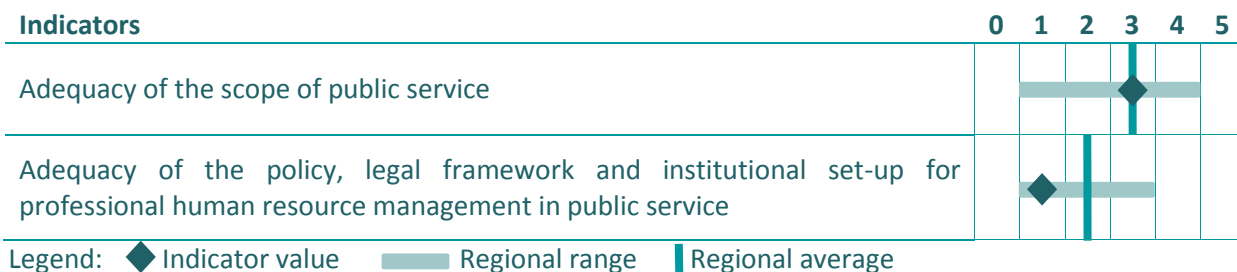 Indicators 0 1 2 3 4 5
Adequacy of the scope of public service
Adequacy of the policy, legal framework and institutional set-up for
professional human resource management in public service
Legend: Indicator value Regional range Regional average